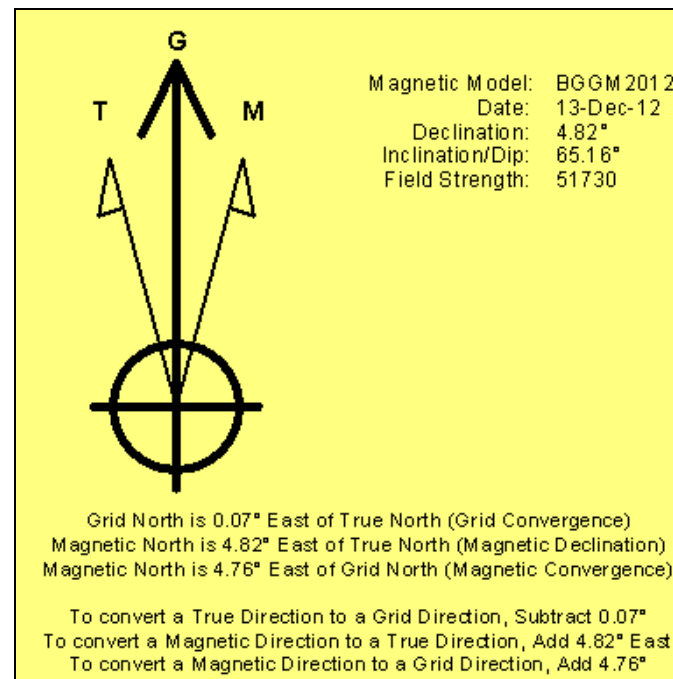 G
T
M
Magnetic Model: BGGM2012
Date: 13-Dec-12
Declination: 4.82°
Inclination/Dip: 65.16°
Field Strength: 51730
Grid North is 0.07° East of True North (Grid Convergence)
Magnetic North is 4.82° East of True North (Magnetic Declination)
Magnetic North is 4.76° East of Grid North (Magnetic Convergence)
To convert a True Direction to a Grid Direction, Subtract 0.07°
To convert a Magnetic Direction to a True Direction, Add 4.82° East
To convert a Magnetic Direction to a Grid Direction, Add 4.76°